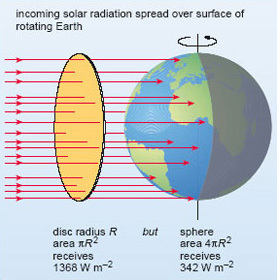 incoming solar radiation spread over surface of
rotating Earth
disc radius R but sphere
area πR² area 4πR²
receives receives
1368 W m⁻² 342 W m⁻²